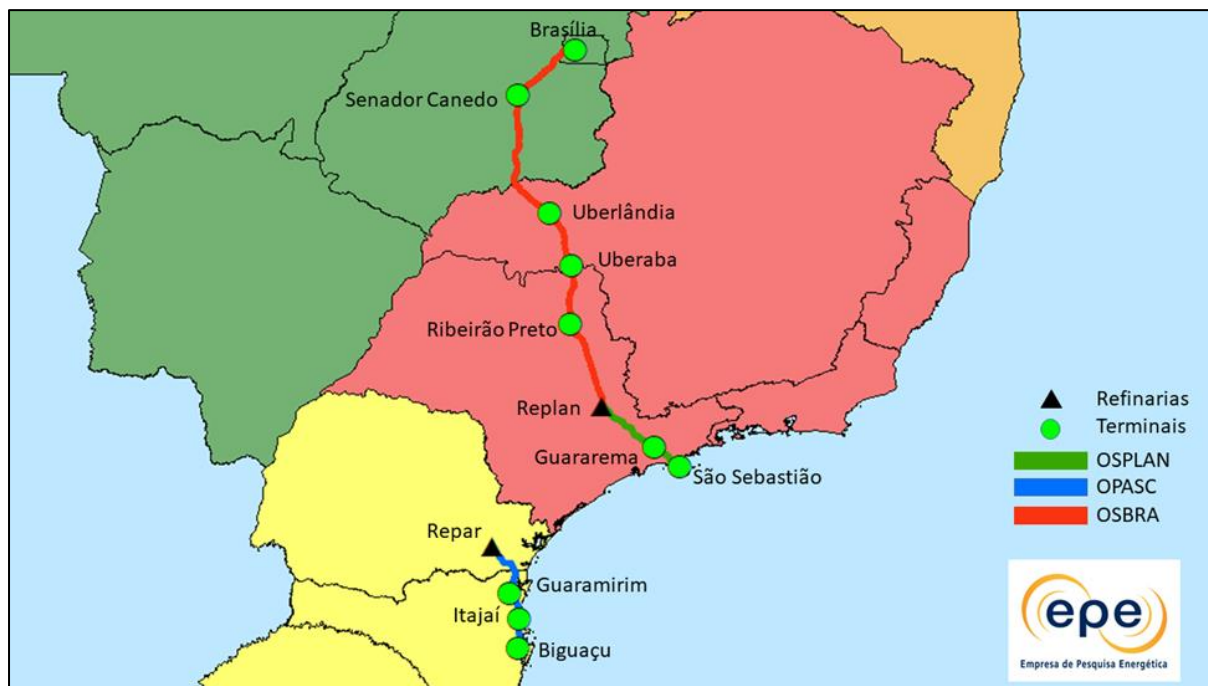 Brasília
Senador Canedo
Uberlândia
Uberaba
Ribeirão Preto
Replan
Guararema
São Sebastião
Repar
Guaramirim
Itajaí
Biguaçu
Refinarias
Terminais
OSPLAN
OPASC
OSBRA
epe
Empresa de Pesquisa Energética